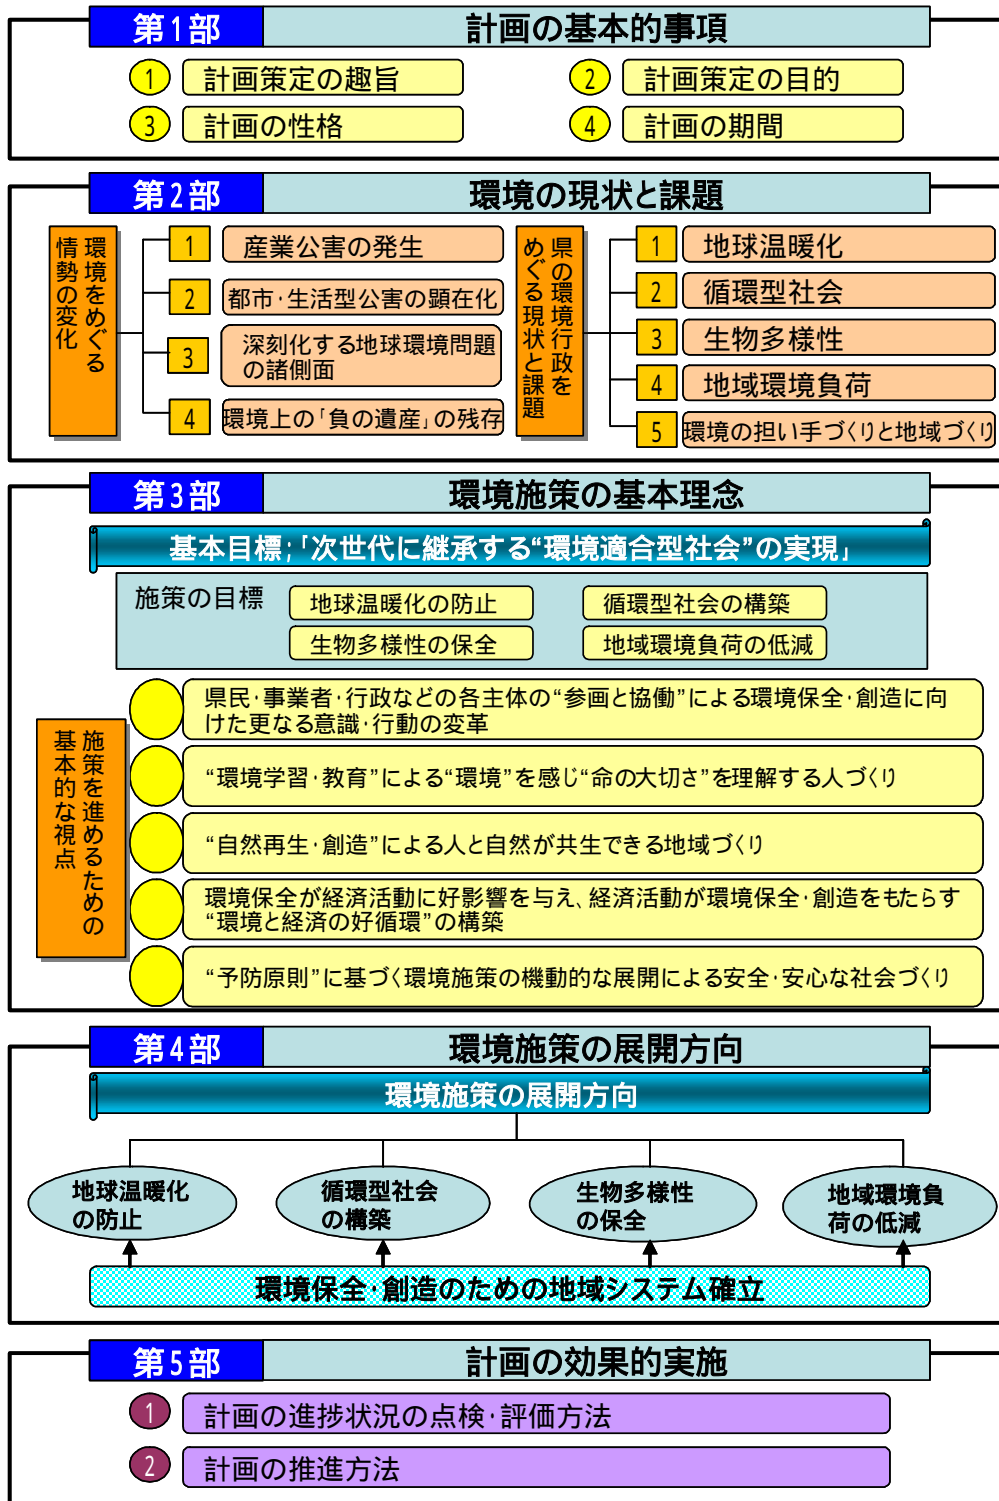 第1部
計画の基本的事項
1
計画策定の趣旨
2
計画策定の目的
3
計画の性格
4
計画の期間
第2部
環境の現状と課題
環境をめぐる
情勢の変化
1
産業公害の発生
2
都市・生活型公害の顕在化
3
深刻化する地球環境問題
の諸側面
4
環境上の「負の遺産」の残存
県の環境行政を
めぐる現状と課題
1
地球温暖化
2
循環型社会
3
生物多様性
4
地域環境負荷
5
環境の担い手づくりと地域づくり
第3部
環境施策の基本理念
基本目標;「次世代に継承する“環境適合型社会”の実現」
施策の目標
地球温暖化の防止
循環型社会の構築
生物多様性の保全
地域環境負荷の低減
施策を進めるための
基本的な視点
県民・事業者・行政などの各主体の“参画と協働”による環境保全・創造に向
けた更なる意識・行動の変革
“環境学習・教育”による“環境”を感じ“命の大切さ”を理解する人づくり
“自然再生・創造”による人と自然が共生できる地域づくり
環境保全が経済活動に好影響を与え、経済活動が環境保全・創造をもたらす
“環境と経済の好循環”の構築
“予防原則”に基づく環境施策の機動的な展開による安全・安心な社会づくり
第4部
環境施策の展開方向
環境施策の展開方向
地球温暖化
の防止
循環型社会
の構築
生物多様性
の保全
地域環境負
荷の低減
環境保全・創造のための地域システム確立
第5部
計画の効果的実施
1
計画の進捗状況の点検・評価方法
2
計画の推進方法